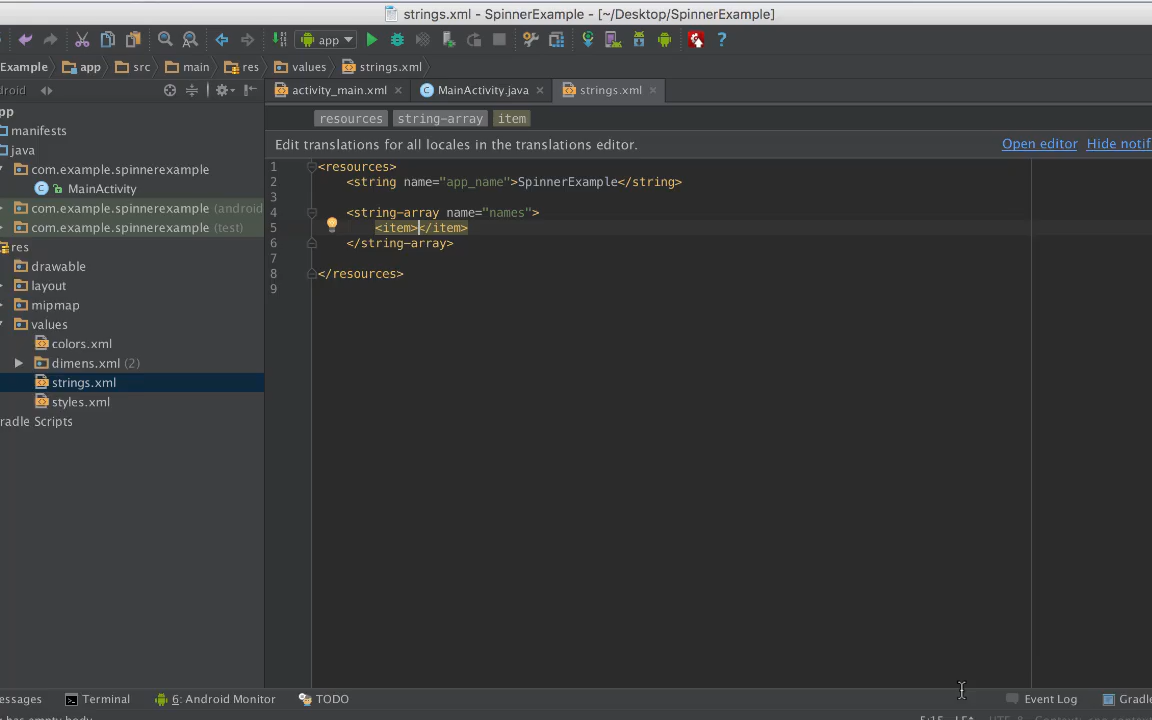 strings.xml - SpinnerExample - [~/Desktop/SpinnerExample]
app
?
Example app src main res values strings.xml
droid
activity_main.xml MainActivity.java strings.xml
pp
manifests
java
com.example.spinnerexample
MainActivity
com.example.spinnerexample (android
com.example.spinnerexample (test)
res
drawable
layout
mipmap
values
colors.xml
dimens.xml (2)
strings.xml
styles.xml
radle Scripts
resources string-array item
Edit translations for all locales in the translations editor. Open editor Hide notif
1 <resources>
2 <string name="app_name">SpinnerExample</string>
3
4 <string-array name="names">
5 <item></item>
6 </string-array>
7
8 </resources>
9
essages Terminal 6: Android Monitor TODO Event Log Gradle